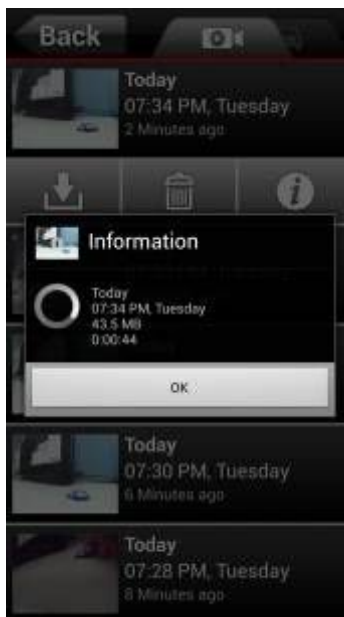 Back
Today
07:34 PM, Tuesday
2 Minutes ago
Information
Today
07:34 PM, Tuesday
43.5 MB
0:00:44
OK
Today
07:30 PM, Tuesday
6 Minutes ago
Today
07:28 PM, Tuesday
8 Minutes ago